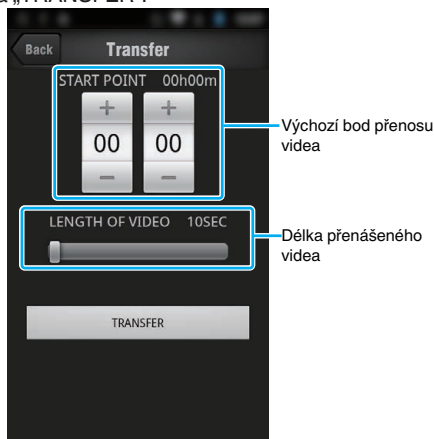 „TRANSFER“.
Back
Transfer
START POINT 00h00m
+ +
00 00
− −
Výchozí bod přenosu
videa
LENGTH OF VIDEO 10SEC
Délka přenášeného
videa
TRANSFER